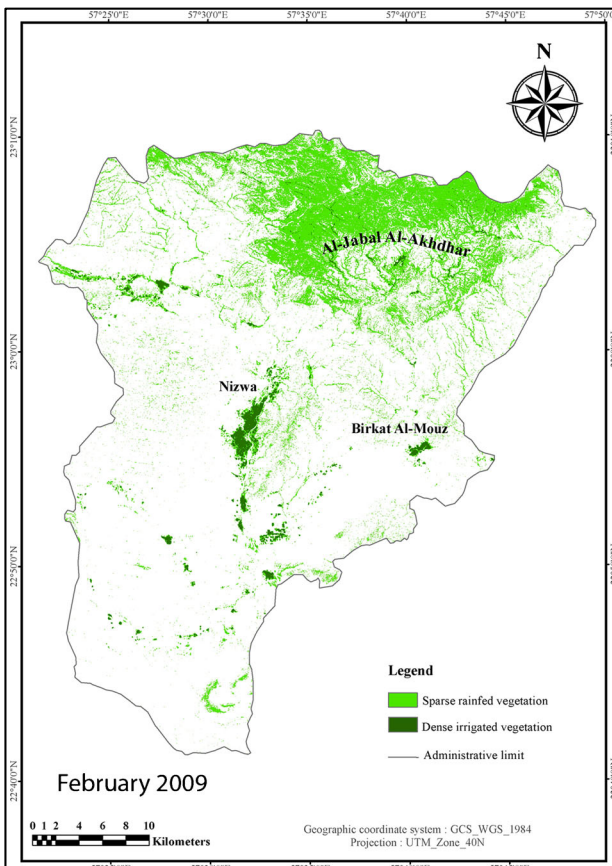 57°25'0"E 57°30'0"E 57°35'0"E 57°40'0"E 57°45'0"E 57°50'0"E
N
23°10'0"N
Al-Jabal Al-Akhdhar
23°0'0"N
Nizwa
Birkat Al-Mouz
22°50'0"N
Legend
Sparse rainfed vegetation
Dense irrigated vegetation
Administrative limit
22°40'0"N
February 2009
0 1 2 4 6 8 10
Kilometers
Geographic coordinate system : GCS_WGS_1984
Projection : UTM_Zone_40N